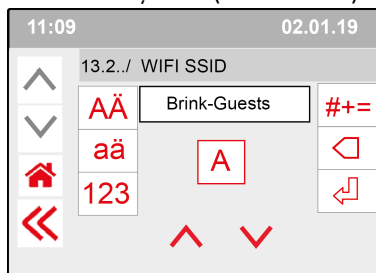 11:09 02.01.19
13.2../ WIFI SSID
AÄ Brink-Guests #+=
aä A
123